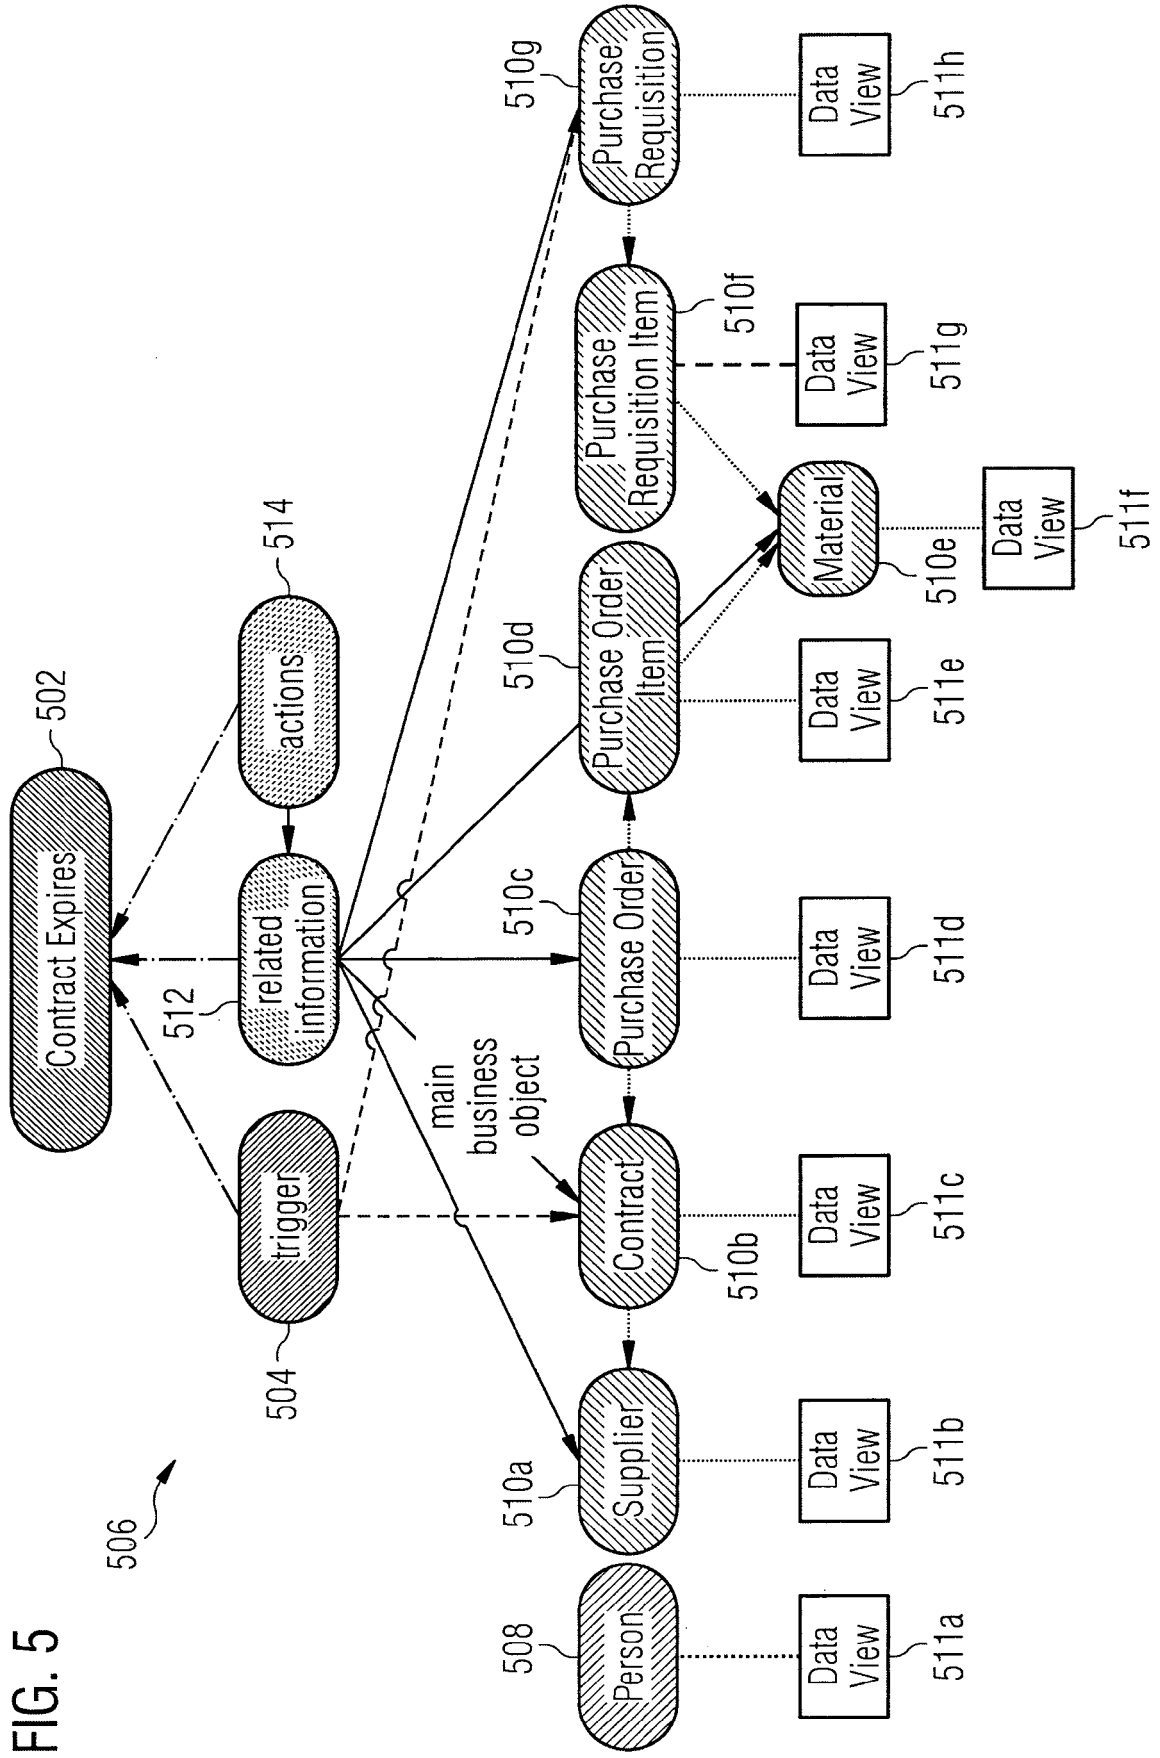 FIG. 5
506
Contract Expires
502
504
trigger
512
related
information
actions
514
main
business
object
508
Person
510a
Supplier
Contract
510b
510c
Purchase Order
510d
Purchase Order
Item
Purchase
Requisition Item
510f
510g
Purchase
Requisition
Material
510e
Data
View
511a
Data
View
511b
Data
View
511c
Data
View
511d
Data
View
511e
Data
View
511f
Data
View
511g
Data
View
511h